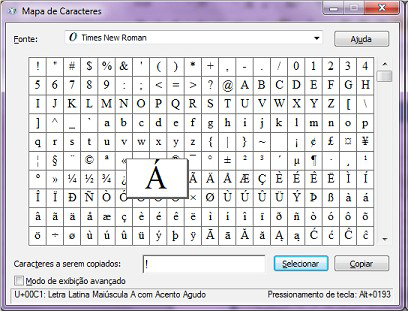 Mapa de Caracteres
Fonte: O Times New Roman Ajuda
! " # $ % & ' ( ) * + , - . / 0 1 2 3 4
5 6 7 8 9 : ; < = > ? @ A B C D E F G H
I J K L M N O P Q R S T U V W X Y Z [ \
] ^ _ ` a b c d e f g h i j k l m n o p
q r s t u v w x y z { | } ~ ¡ ¢ £ ¤ ¥
¦ § ¨ © ª « ® ¯ ° ± ² ³ ´ µ ¶ · ¸ ¹
º » ¼ ½ ¾ ¿ Á Ã Ä Å Æ Ç È É Ê Ë Ì Í
Î Ï Ð Ñ Ò Ó × Ø Ù Ú Û Ü Ý Þ ß à á
â ã ä å æ ç è é ê ë ì í î ï ð ñ ò ó ô õ
ö ÷ ø ù ú û ü ý þ ÿ Ā ā Ă ă Ą ą Ć ć Ĉ
Caracteres a serem copiados: ! Selecionar Copiar
Modo de exibição avançado
U+00C1: Letra Latina Maiúscula A com Acento Agudo Pressionamento de tecla: Alt+0193